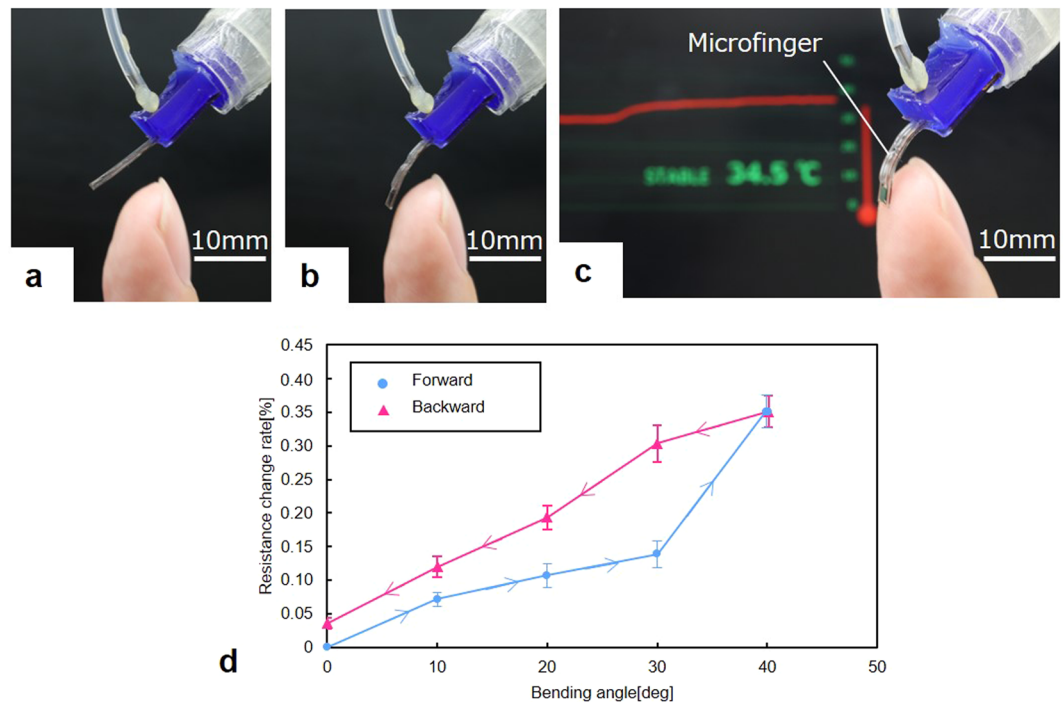 Microfinger
STABLE 34.5 ℃
10mm
10mm
10mm
a
b
c
0.45
0.40
0.35
0.30
0.20
0.15
0.10
0.05
0
Forward
Backward
Resistance change rate[%]
0
10
20
30
40
50
Bending angle[deg]
d